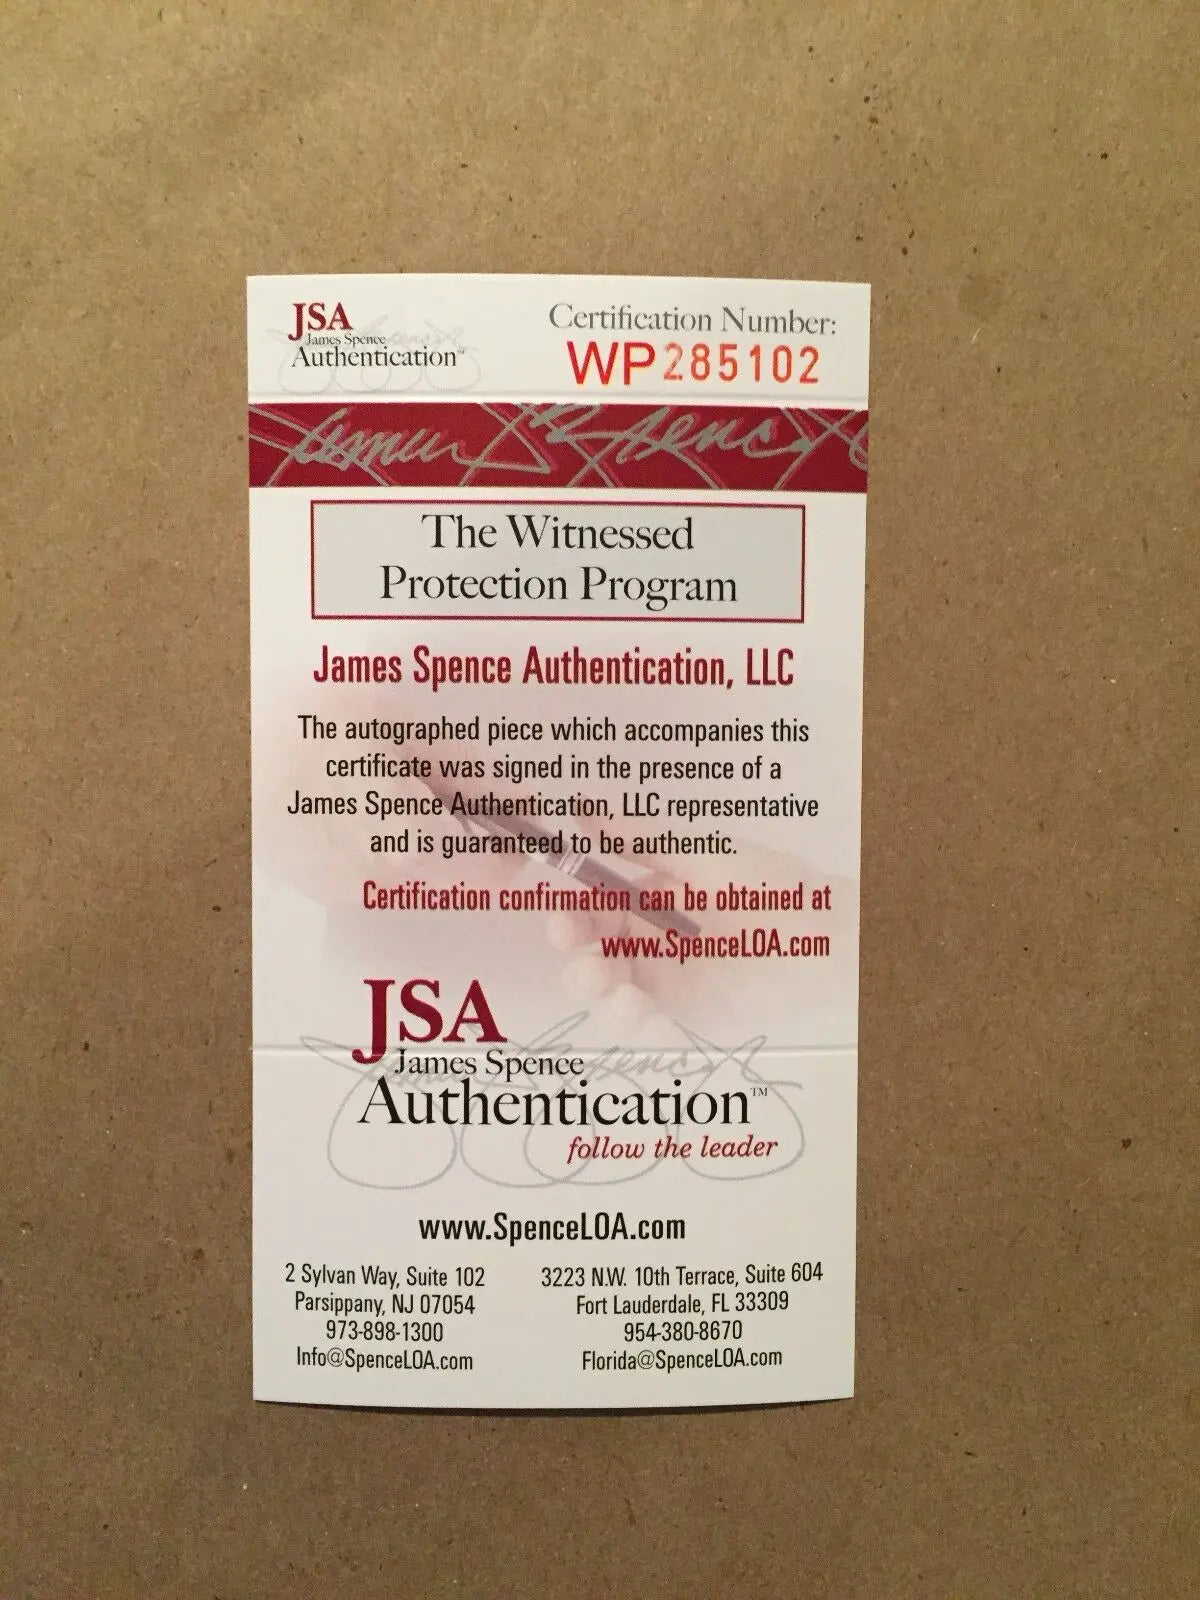 JSA
James Spence
Authentication™
Certification Number:
WP285102
James Spence
The Witnessed
Protection Program
James Spence Authentication, LLC
The autographed piece which accompanies this
certificate was signed in the presence of a
James Spence Authentication, LLC representative
and is guaranteed to be authentic.
Certification confirmation can be obtained at
www.SpenceLOA.com
JSA
James Spence
Authentication™
follow the leader
www.SpenceLOA.com
2 Sylvan Way, Suite 102
Parsippany, NJ 07054
973-898-1300
Info@SpenceLOA.com
3223 N.W. 10th Terrace, Suite 604
Fort Lauderdale, FL 33309
954-380-8670
Florida@SpenceLOA.com